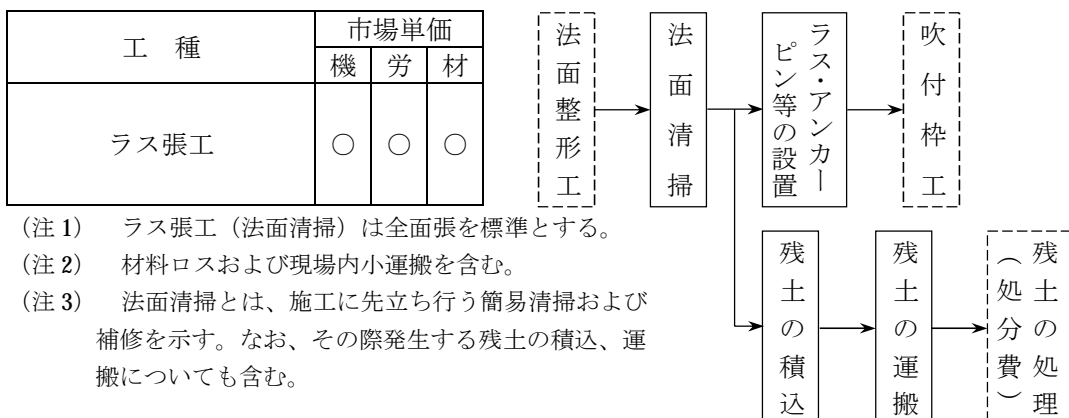 工 種
市場単価
機 労 材
ラス張工 ○ ○ ○
(注 1) ラス張工（法面清掃）は全面張を標準とする。
(注 2) 材料ロスおよび現場内小運搬を含む。
(注 3) 法面清掃とは、施工に先立ち行う簡易清掃および
補修を示す。なお、その際発生する残土の積込、運
搬についても含む。
法面整形工
法面清掃
ラス・アンカー
ピン等の設置
吹付枠工
残土の積込
残土の運搬
残土の処理
（処分費）